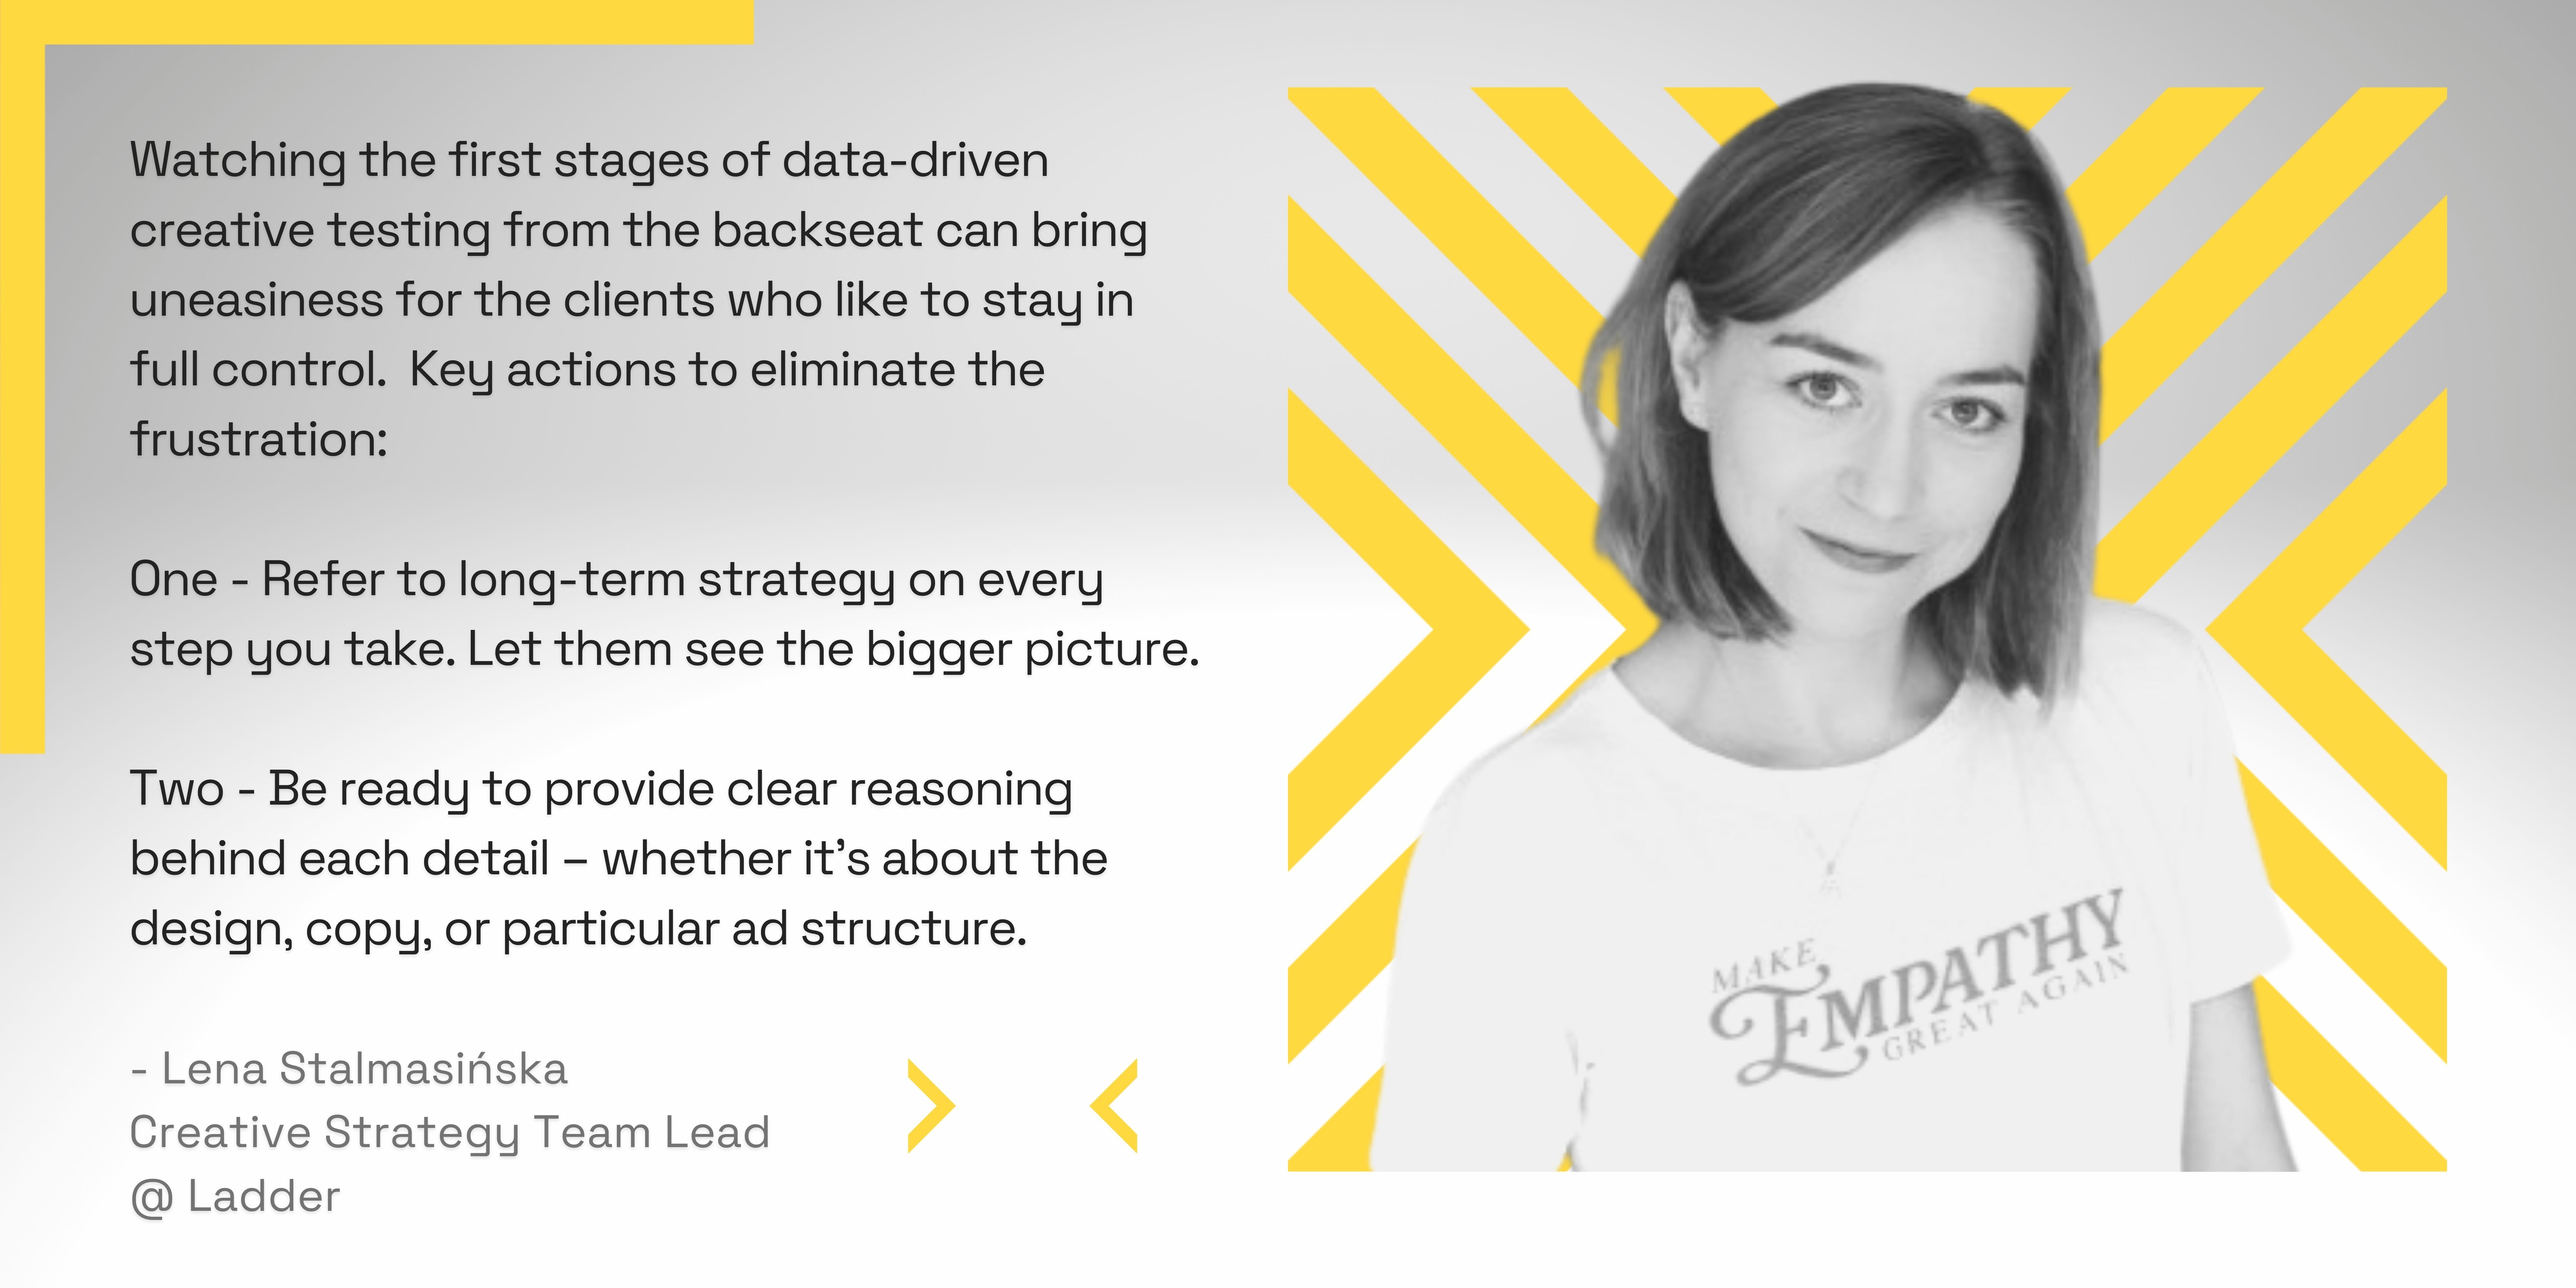 Watching the first stages of data-driven
creative testing from the backseat can bring
uneasiness for the clients who like to stay in
full control.  Key actions to eliminate the
frustration:
One - Refer to long-term strategy on every
step you take. Let them see the bigger picture.
Two - Be ready to provide clear reasoning
behind each detail – whether it’s about the
design, copy, or particular ad structure.
- Lena Stalmasińska
Creative Strategy Team Lead
@ Ladder
MAKE
EMPATHY
GREAT AGAIN